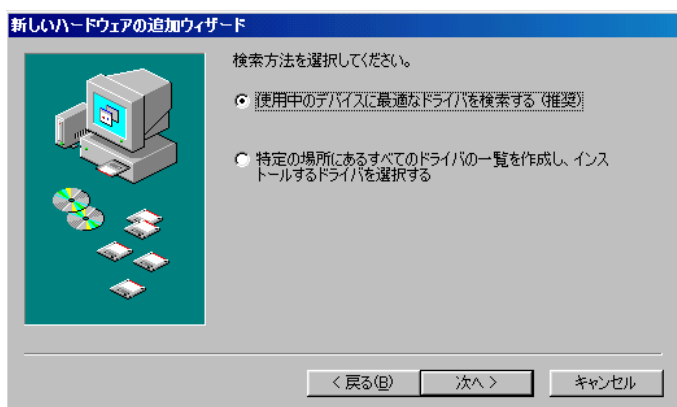 新しいハードウェアの追加ウィザード
検索方法を選択してください。
使用中のデバイスに最適なドライバを検索する (推奨)
特定の場所にあるすべてのドライバの一覧を作成し、インス
トールするドライバを選択する
< 戻る(B)
次へ >
キャンセル